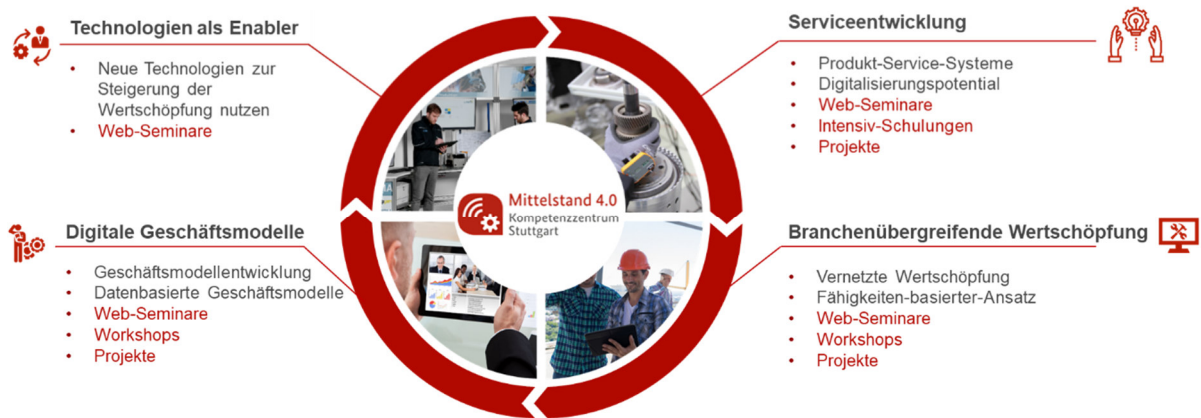 Technologien als Enabler
• Neue Technologien zur
Steigerung der
Wertschöpfung nutzen
• Web-Seminare
Serviceentwicklung
• Produkt-Service-Systeme
• Digitalisierungspotential
• Web-Seminare
• Intensiv-Schulungen
• Projekte
Mittelstand 4.0
Kompetenzzentrum
Stuttgart
Digitale Geschäftsmodelle
• Geschäftsmodellentwicklung
• Datenbasierte Geschäftsmodelle
• Web-Seminare
• Workshops
• Projekte
Branchenübergreifende Wertschöpfung
• Vernetzte Wertschöpfung
• Fähigkeiten-basierter-Ansatz
• Web-Seminare
• Workshops
• Projekte